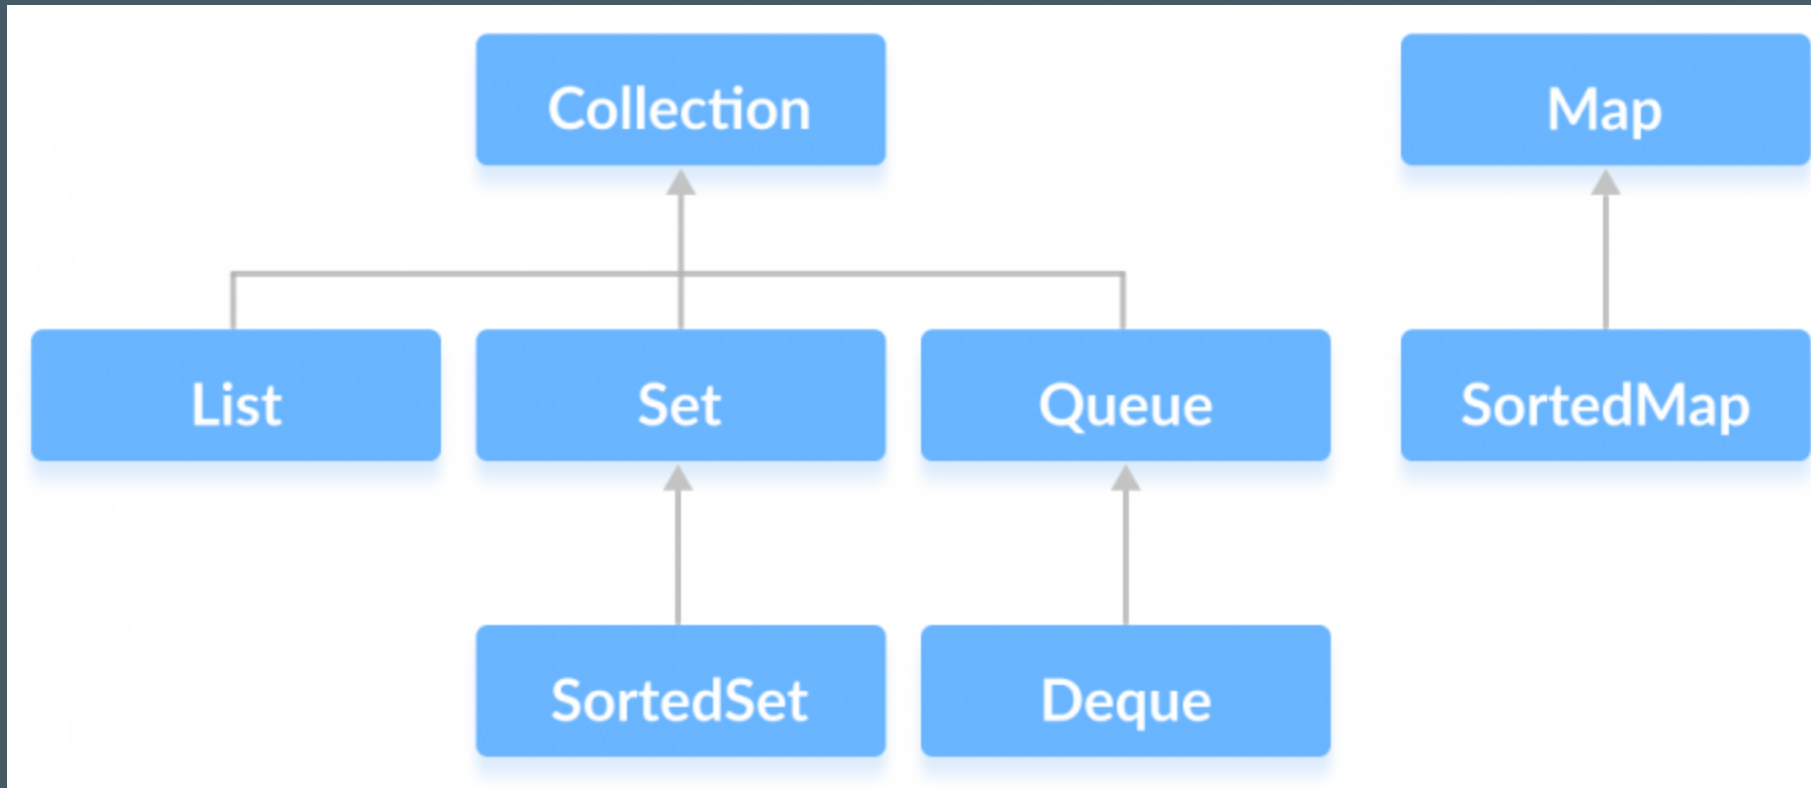 Collection
Map
List
Set
Queue
SortedMap
SortedSet
Deque